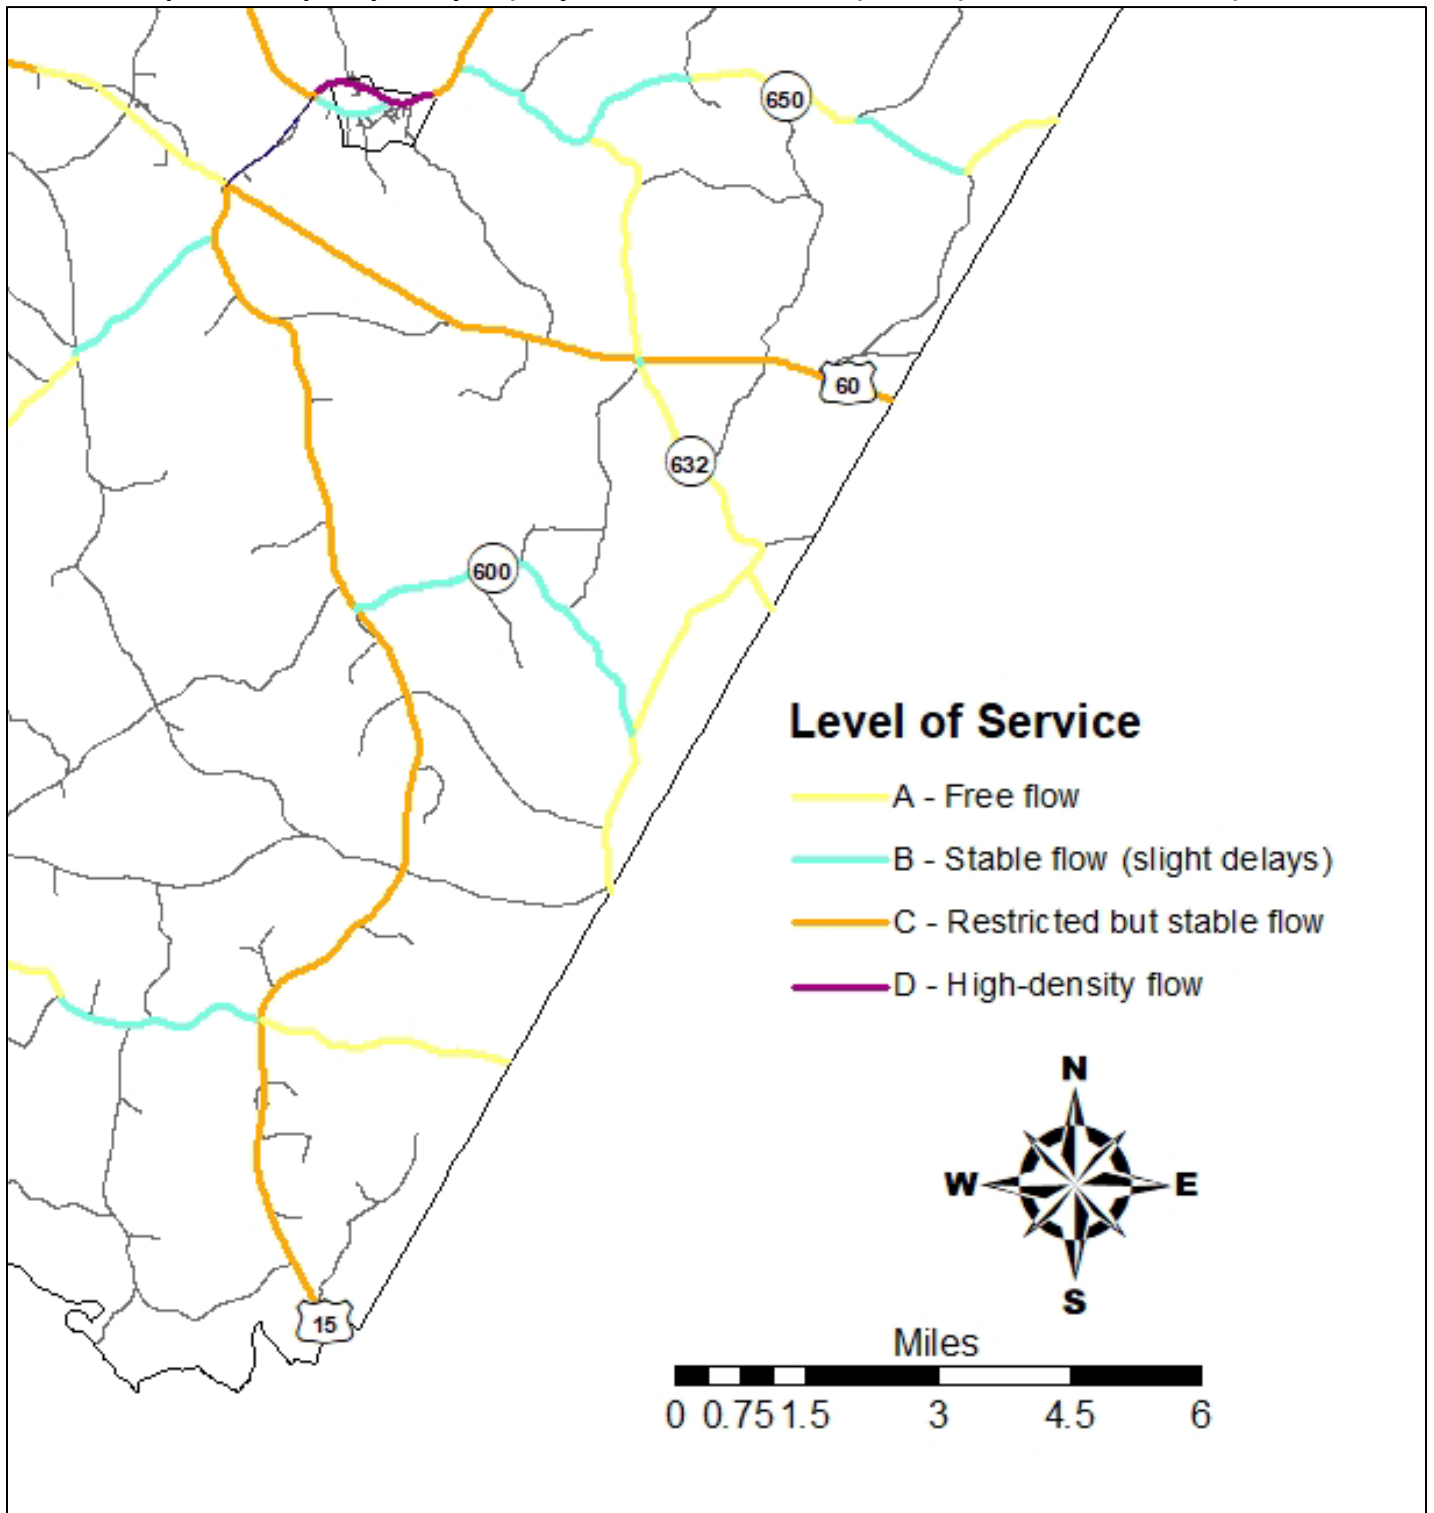 650
60
632
600
Level of Service
A - Free flow
B - Stable flow (slight delays)
C - Restricted but stable flow
D - High-density flow
N
W E
S
15
Miles
0 0.75 1.5 3 4.5 6